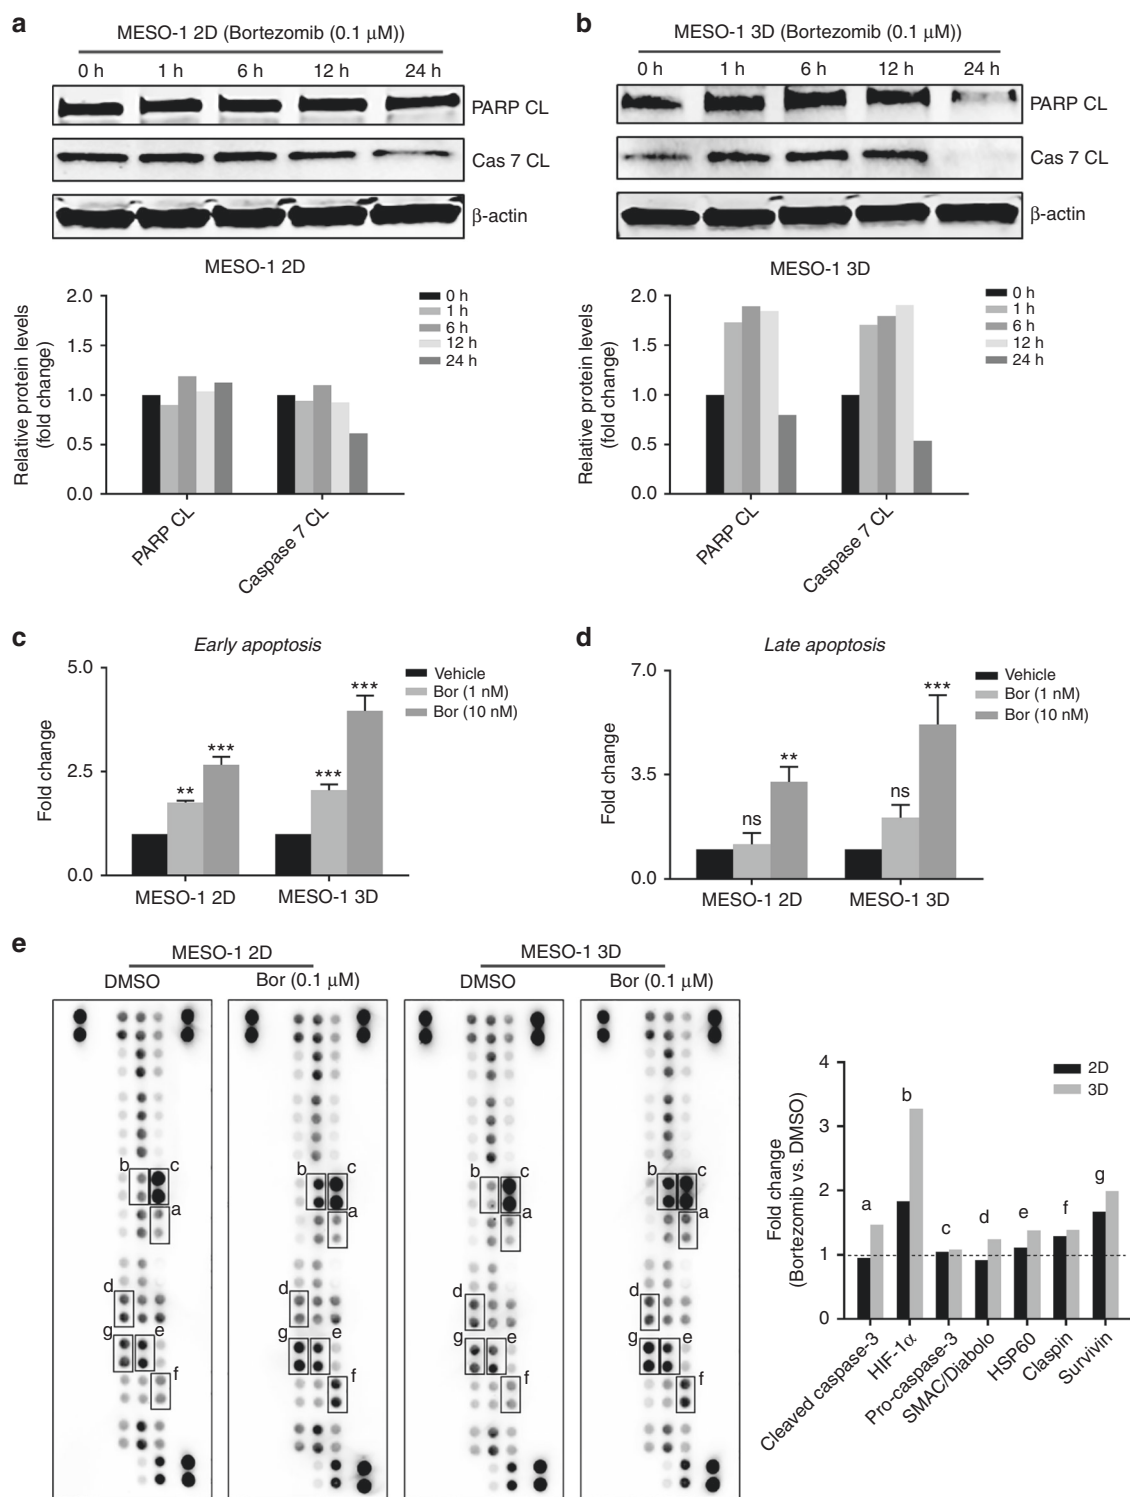 a
MESO-1 2D (Bortezomib (0.1 μM))
0 h 1 h 6 h 12 h 24 h
PARP CL
Cas 7 CL
β-actin
MESO-1 2D
Relative protein levels
(fold change)
2.0
1.5
1.0
0.5
0.0
0 h
1 h
6 h
12 h
24 h
PARP CL
Caspase 7 CL
b
MESO-1 3D (Bortezomib (0.1 μM))
0 h 1 h 6 h 12 h 24 h
PARP CL
Cas 7 CL
β-actin
MESO-1 3D
Relative protein levels
(fold change)
2.0
1.5
1.0
0.5
0.0
0 h
1 h
6 h
12 h
24 h
PARP CL
Caspase 7 CL
c
Early apoptosis
Fold change
5.0
2.5
0.0
** *** *** ***
Vehicle
Bor (1 nM)
Bor (10 nM)
MESO-1 2D MESO-1 3D
d
Late apoptosis
Fold change
7.0
3.5
0.0
ns ** ns ***
Vehicle
Bor (1 nM)
Bor (10 nM)
MESO-1 2D MESO-1 3D
e
MESO-1 2D MESO-1 3D
DMSO Bor (0.1 μM) DMSO Bor (0.1 μM)
b c b c b c b c
a a a a
d d d d
g e g e g e g e
f f f f
Fold change
(Bortezomib vs. DMSO)
4
3
2
1
0
2D
3D
a b c d e f g
Cleaved caspase-3
HIF-1α
Pro-caspase-3
SMAC/Diabolo
HSP60
Claspin
Survivin